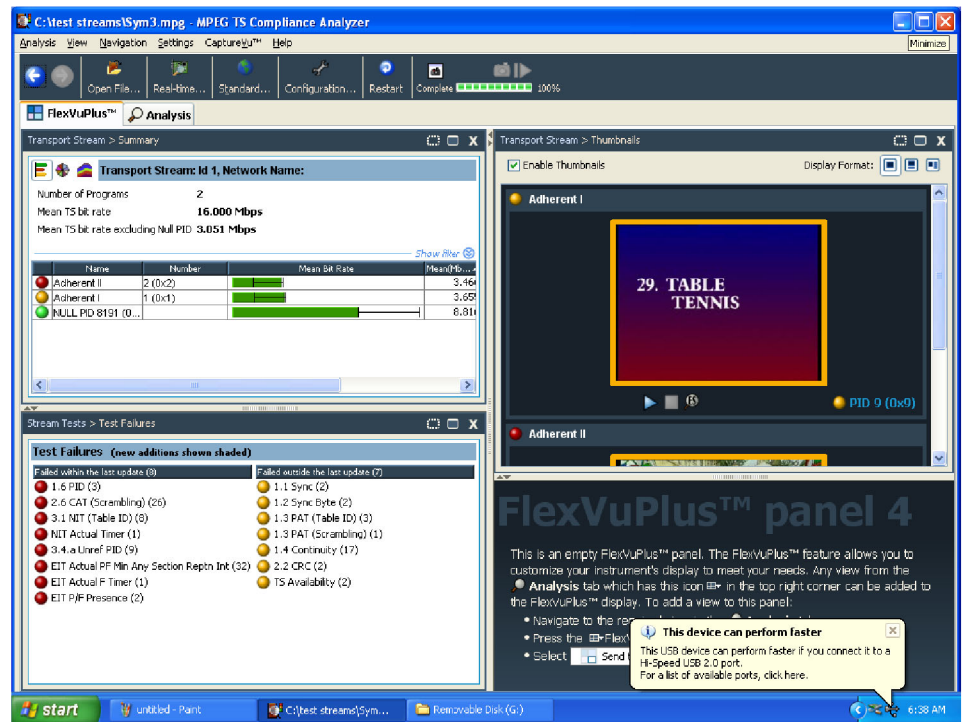 C:\test streams\Sym3.mpg - MPEG TS Compliance Analyzer
Analysis View Navigation Settings CaptureVu™ Help
Minimize
Open File... Real-time... Standard... Configuration... Restart Complete 100%
FlexVuPlus™ Analysis
Transport Stream > Summary
Transport Stream: Id 1, Network Name:
Number of Programs 2
Mean TS bit rate 16.000 Mbps
Mean TS bit rate excluding Null PID 3.051 Mbps
Show filter
Name Number Mean Bit Rate Mean(Mb...
Adherent II 2 (0x2) 3.46
Adherent I 1 (0x1) 3.65
NULL PID 8191 (0... 8.81
Stream Tests > Test Failures
Test Failures (new additions shown shaded)
Failed within the last update (8)
1.6 PID (3)
2.6 CAT (Scrambling) (26)
3.1 NIT (Table ID) (8)
NIT Actual Timer (1)
3.4.a Unref PID (9)
EIT Actual PF Min Any Section Reptn Int (32)
EIT Actual F Timer (1)
EIT P/F Presence (2)
Failed outside the last update (7)
1.1 Sync (2)
1.2 Sync Byte (2)
1.3 PAT (Table ID) (3)
1.3 PAT (Scrambling) (1)
1.4 Continuity (17)
2.2 CRC (2)
TS Availability (2)
Transport Stream > Thumbnails
Enable Thumbnails Display Format:
Adherent I
29. TABLE
TENNIS
PID 9 (0x9)
Adherent II
FlexVuPlus™ panel 4
This is an empty FlexVuPlus™ panel. The FlexVuPlus™ feature allows you to
customize your instrument's display to meet your needs. Any view from the
Analysis tab which has this icon in the top right corner can be added to
the FlexVuPlus™ display. To add a view to this panel:
• Navigate to the
• Press the
• Select Send
This device can perform faster
This USB device can perform faster if you connect it to a
Hi-Speed USB 2.0 port.
For a list of available ports, click here.
start untitled - Paint C:\test streams\Sym... Removable Disk (G:) 6:38 AM